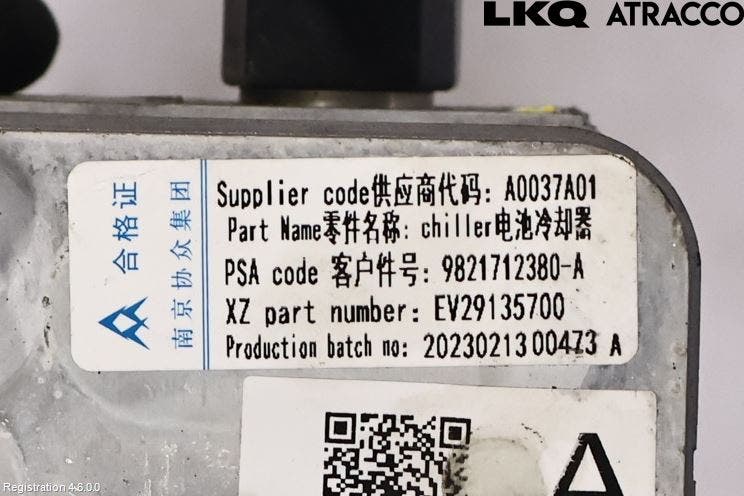 LKQ ATRACCO
合格证
南京协众集团
Supplier code供应商代码: A0037A01
Part Name零件名称: chiller电池冷却器
PSA code 客户件号: 9821712380-A
XZ part number: EV29135700
Production batch no: 20230213 00473 A
A
Registration 4.6.0.0